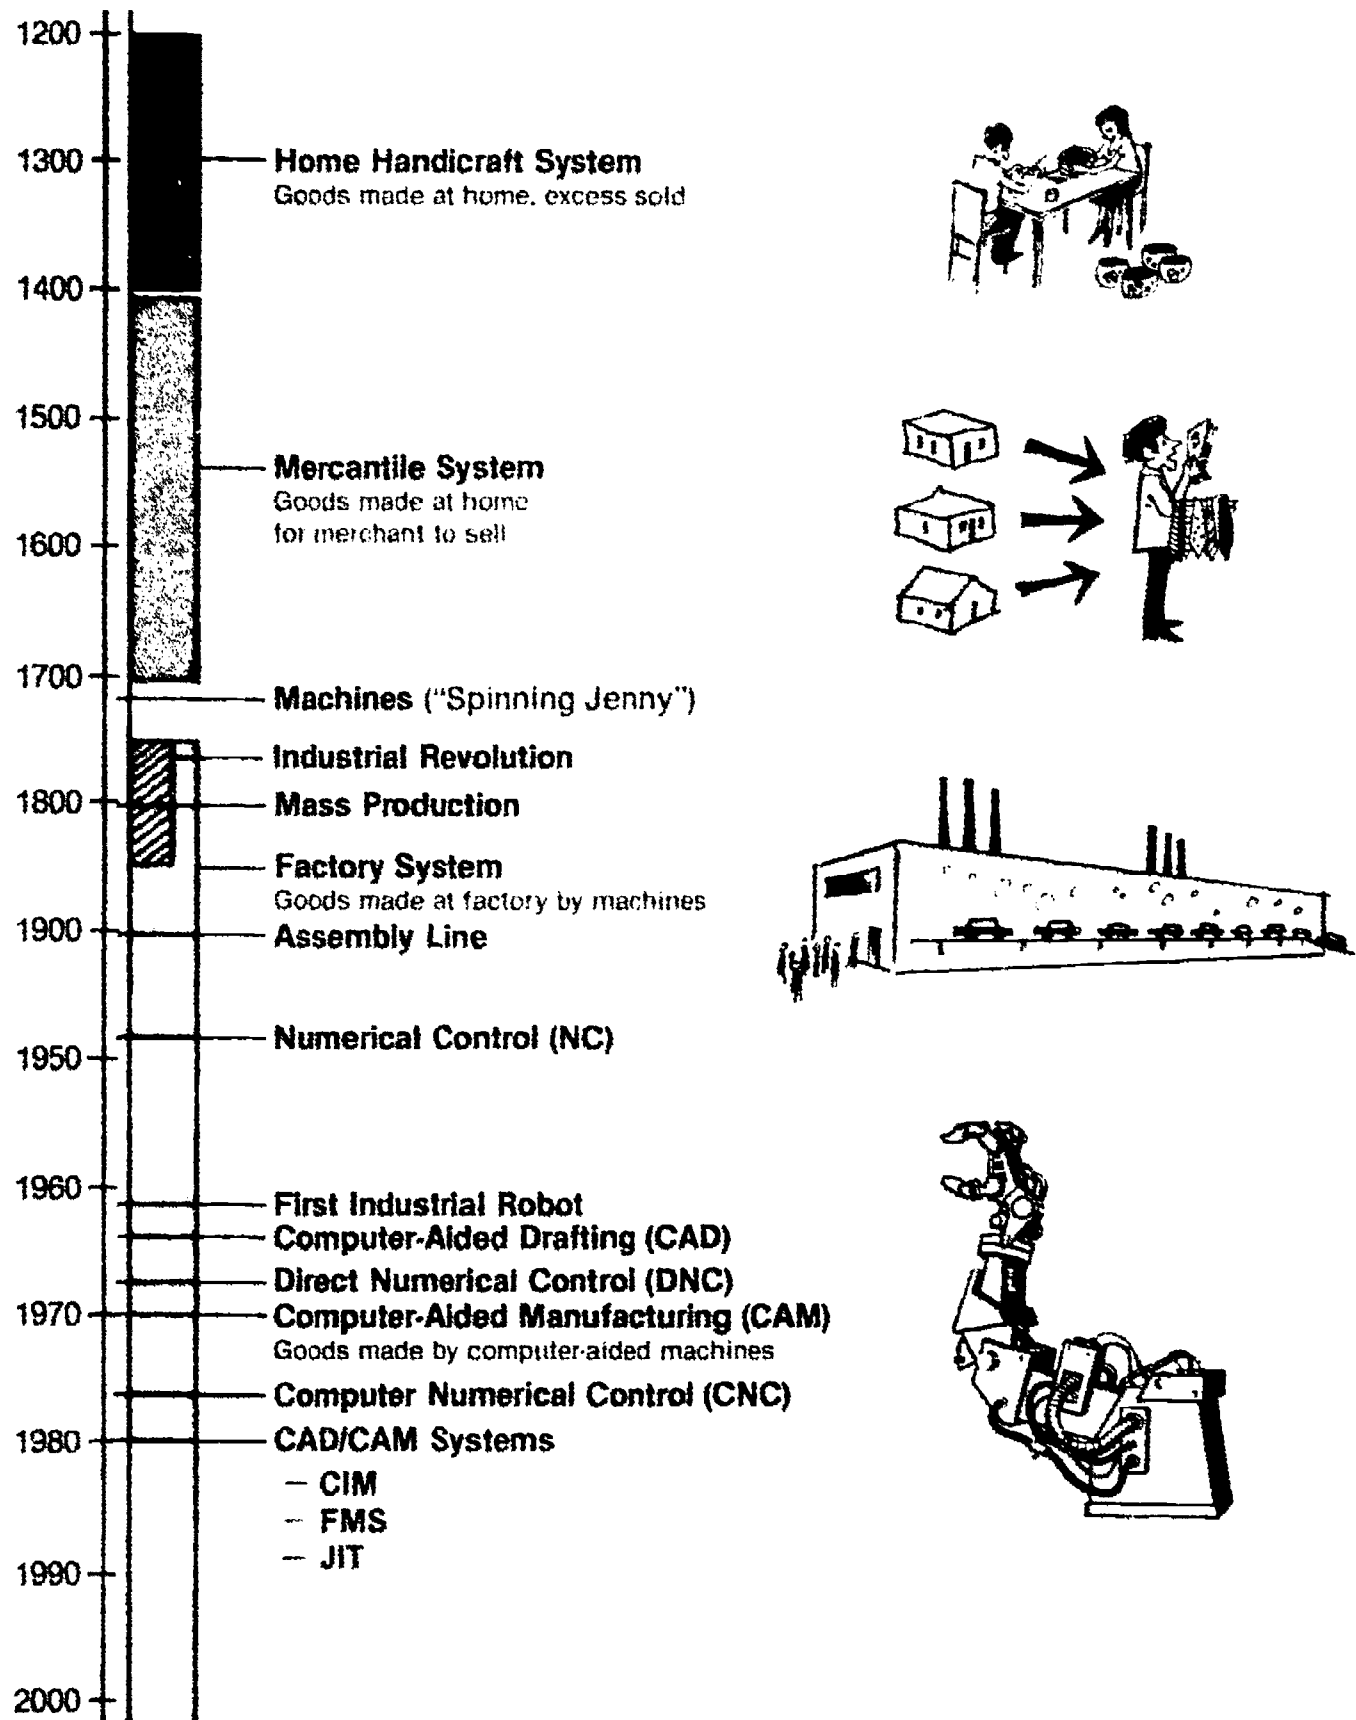 1200
1300
Home Handicraft System
Goods made at home, excess sold
1400
1500
Mercantile System
Goods made at home
for merchant to sell
1600
1700
Machines ("Spinning Jenny")
Industrial Revolution
1800
Mass Production
Factory System
Goods made at factory by machines
1900
Assembly Line
Numerical Control (NC)
1950
1960
First Industrial Robot
Computer-Aided Drafting (CAD)
Direct Numerical Control (DNC)
1970
Computer-Aided Manufacturing (CAM)
Goods made by computer-aided machines
Computer Numerical Control (CNC)
1980
CAD/CAM Systems
– CIM
– FMS
– JIT
1990
2000